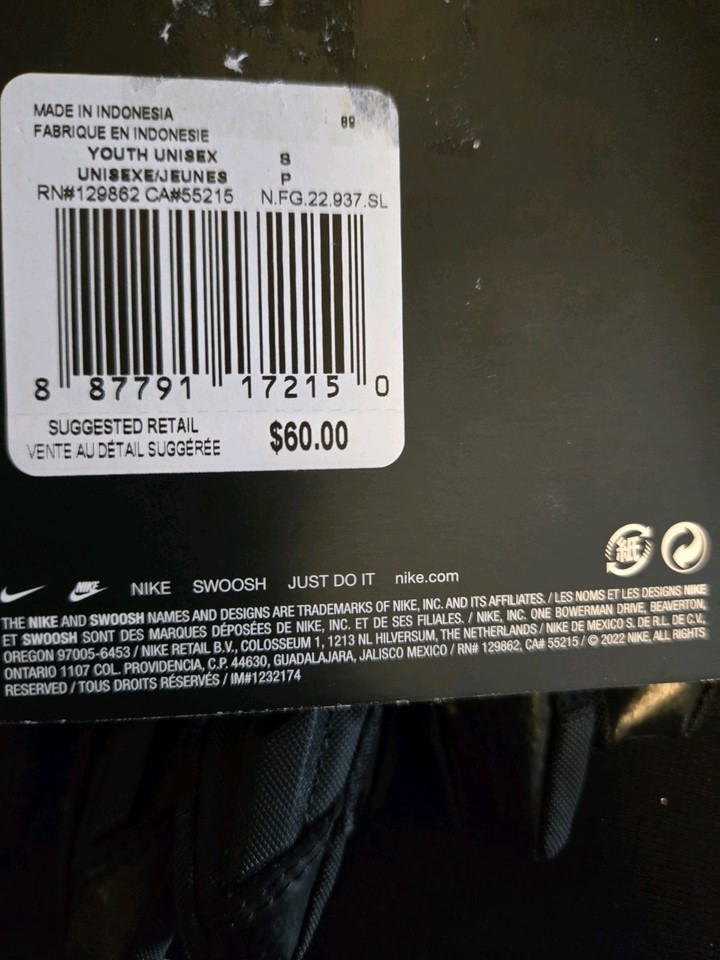 MADE IN INDONESIA
89
FABRIQUE EN INDONESIE
YOUTH UNISEX S
UNISEXE/JEUNES P
RN#129862 CA#55215 N.FG.22.937.SL
8 87791 17215 0
SUGGESTED RETAIL
VENTE AU DÉTAIL SUGGÉRÉE
$60.00
紙
NIKE NIKE SWOOSH JUST DO IT nike.com
THE NIKE AND SWOOSH NAMES AND DESIGNS ARE TRADEMARKS OF NIKE, INC. AND ITS AFFILIATES. / LES NOMS ET LES DESIGNS NIKE
ET SWOOSH SONT DES MARQUES DÉPOSÉES DE NIKE, INC. ET DE SES FILIALES. / NIKE, INC. ONE BOWERMAN DRIVE, BEAVERTON,
OREGON 97005-6453 / NIKE RETAIL B.V., COLOSSEUM 1, 1213 NL HILVERSUM, THE NETHERLANDS / NIKE DE MEXICO S. DE R.L. DE C.V.,
ONTARIO 1107 COL. PROVIDENCIA, C.P. 44630, GUADALAJARA, JALISCO MEXICO / RN# 129862, CA# 55215 / © 2022 NIKE, ALL RIGHTS
RESERVED / TOUS DROITS RÉSERVÉS / IM#1232174